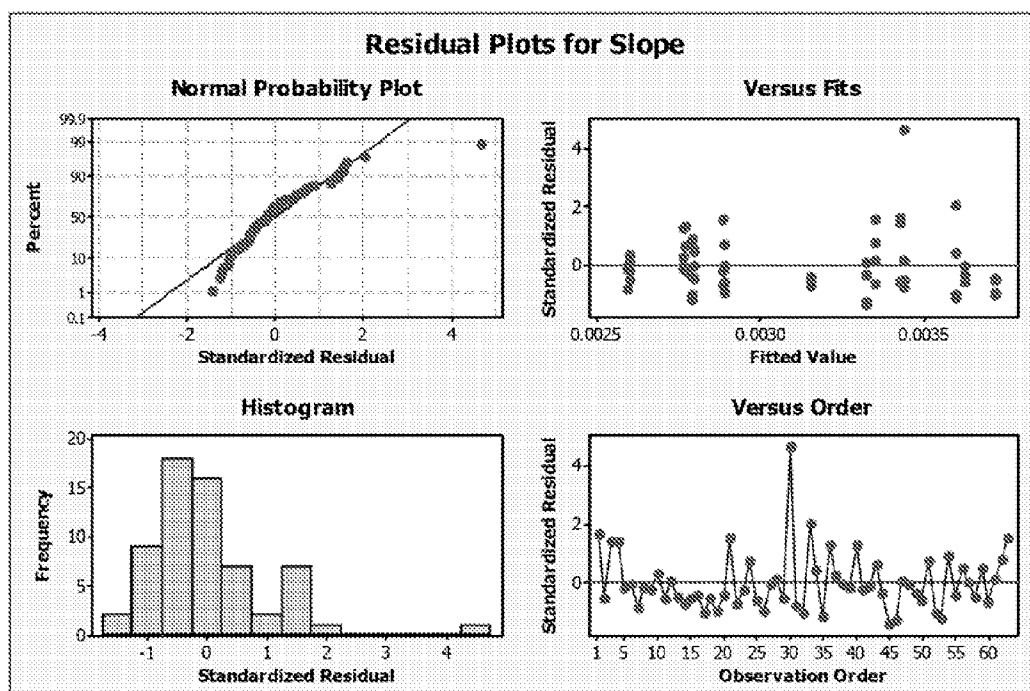 Residual Plots for Slope
Normal Probability Plot
99.9
99
90
50
10
1
0.1
Percent
-4 -2 0 2 4
Standardized Residual
Versus Fits
4
2
0
Standardized Residual
0.0025 0.0030 0.0035
Fitted Value
Histogram
20
15
10
5
0
Frequency
-1 0 1 2 3 4
Standardized Residual
Versus Order
4
2
0
Standardized Residual
1 5 10 15 20 25 30 35 40 45 50 55 60
Observation Order